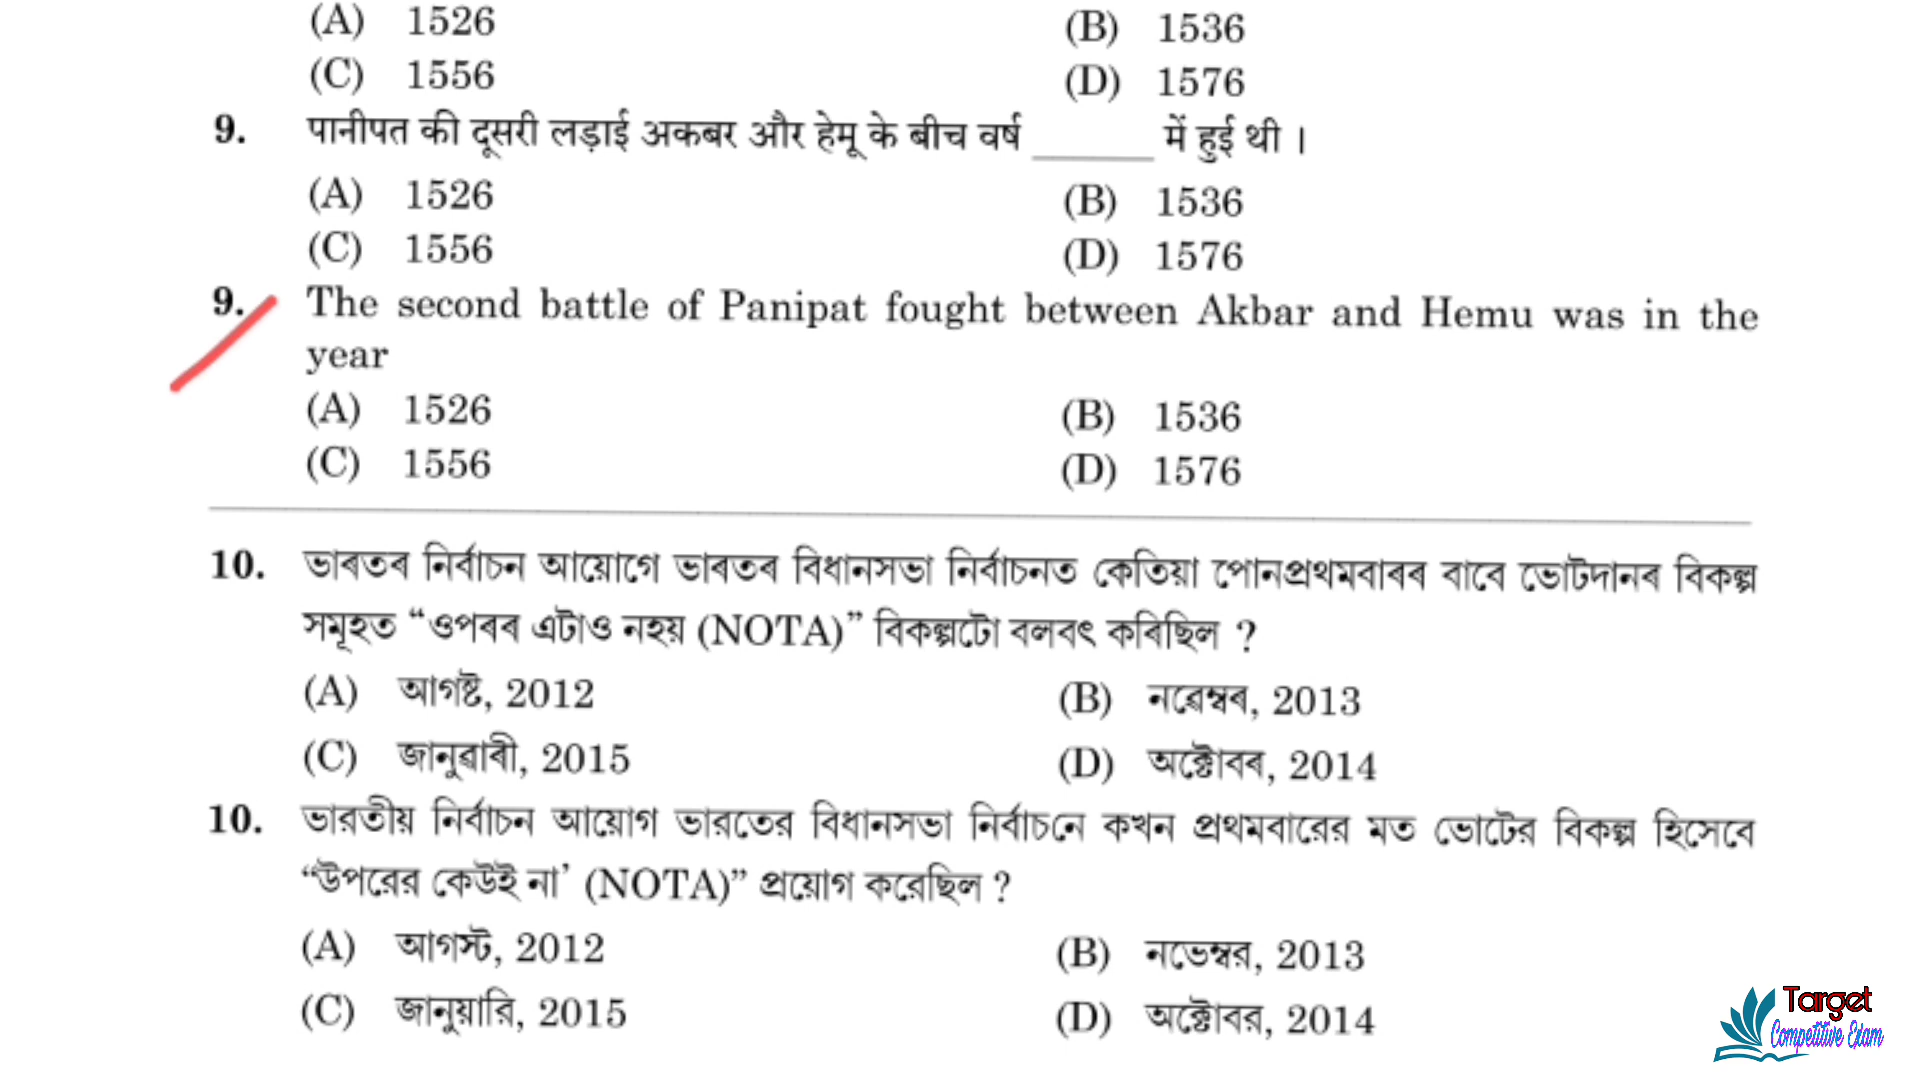 (A) 1526 (B) 1536
(C) 1556 (D) 1576
9. पानीपत की दूसरी लड़ाई अकबर और हेमू के बीच वर्ष ______ में हुई थी ।
(A) 1526 (B) 1536
(C) 1556 (D) 1576
9. The second battle of Panipat fought between Akbar and Hemu was in the
year
(A) 1526 (B) 1536
(C) 1556 (D) 1576
10. ভাৰতৰ নিৰ্বাচন আয়োগে ভাৰতৰ বিধানসভা নিৰ্বাচনত কেতিয়া পোনপ্ৰথমবাৰৰ বাবে ভোটদানৰ বিকল্প
সমূহত “ওপৰৰ এটাও নহয় (NOTA)” বিকল্পটো বলবৎ কৰিছিল ?
(A) আগষ্ট, 2012 (B) নৱেম্বৰ, 2013
(C) জানুৱাৰী, 2015 (D) অক্টোবৰ, 2014
10. ভারতীয় নির্বাচন আয়োগ ভারতের বিধানসভা নির্বাচনে কখন প্রথমবারের মত ভোটের বিকল্প হিসেবে
“উপরের কেউই না’ (NOTA)” প্রয়োগ করেছিল ?
(A) আগস্ট, 2012 (B) নভেম্বর, 2013
(C) জানুয়ারি, 2015 (D) অক্টোবর, 2014
Target
Competitive Exam